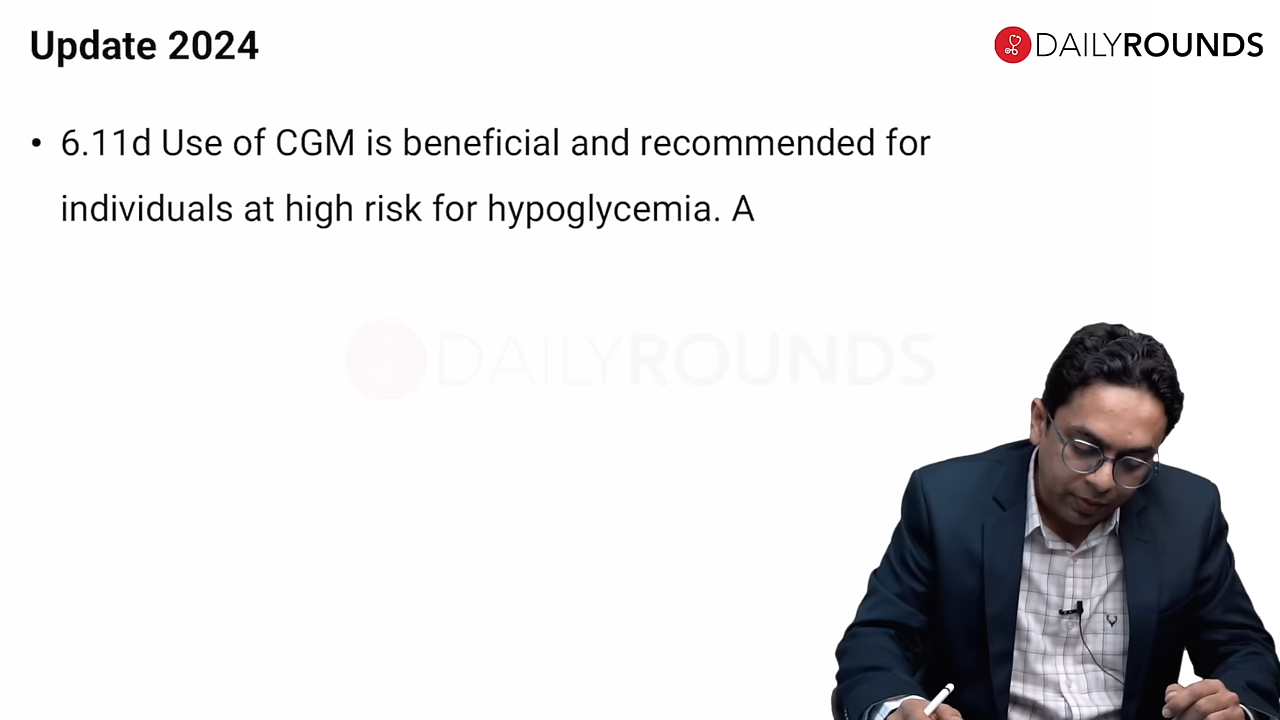 Update 2024
DAILYROUNDS
• 6.11d Use of CGM is beneficial and recommended for
individuals at high risk for hypoglycemia. A
DAILYROUNDS